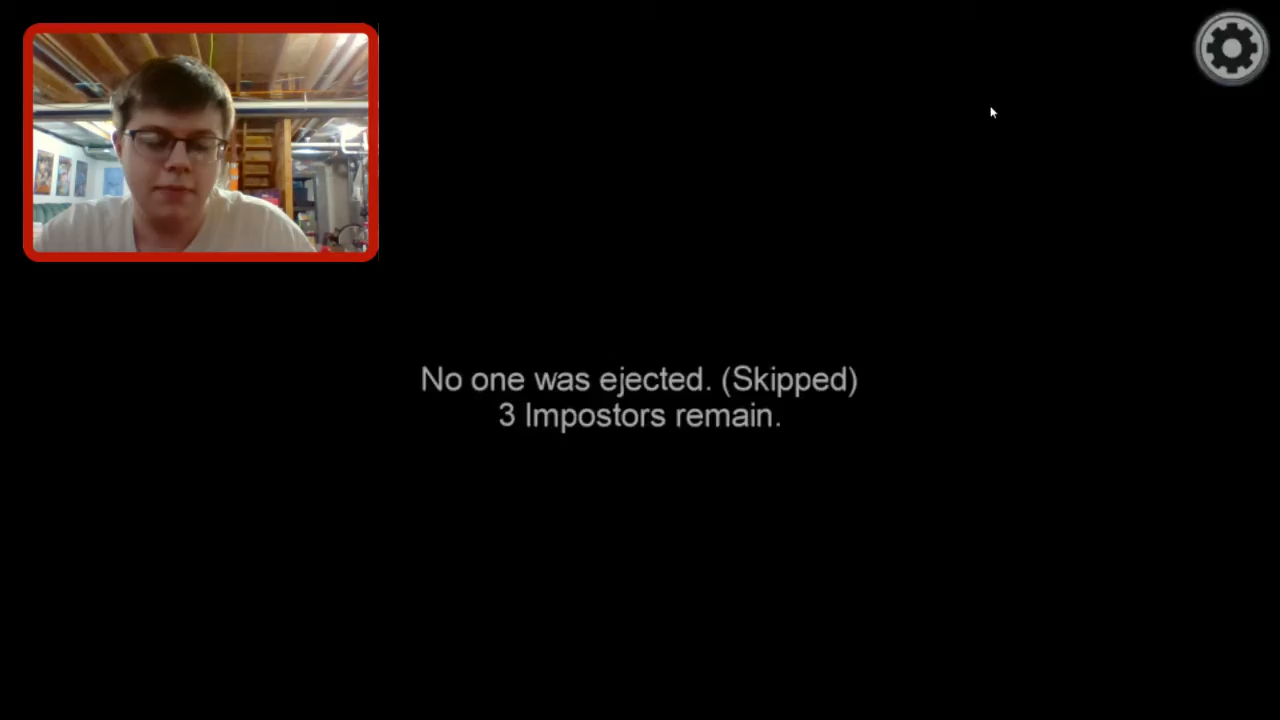 No one was ejected. (Skipped)
3 Impostors remain.